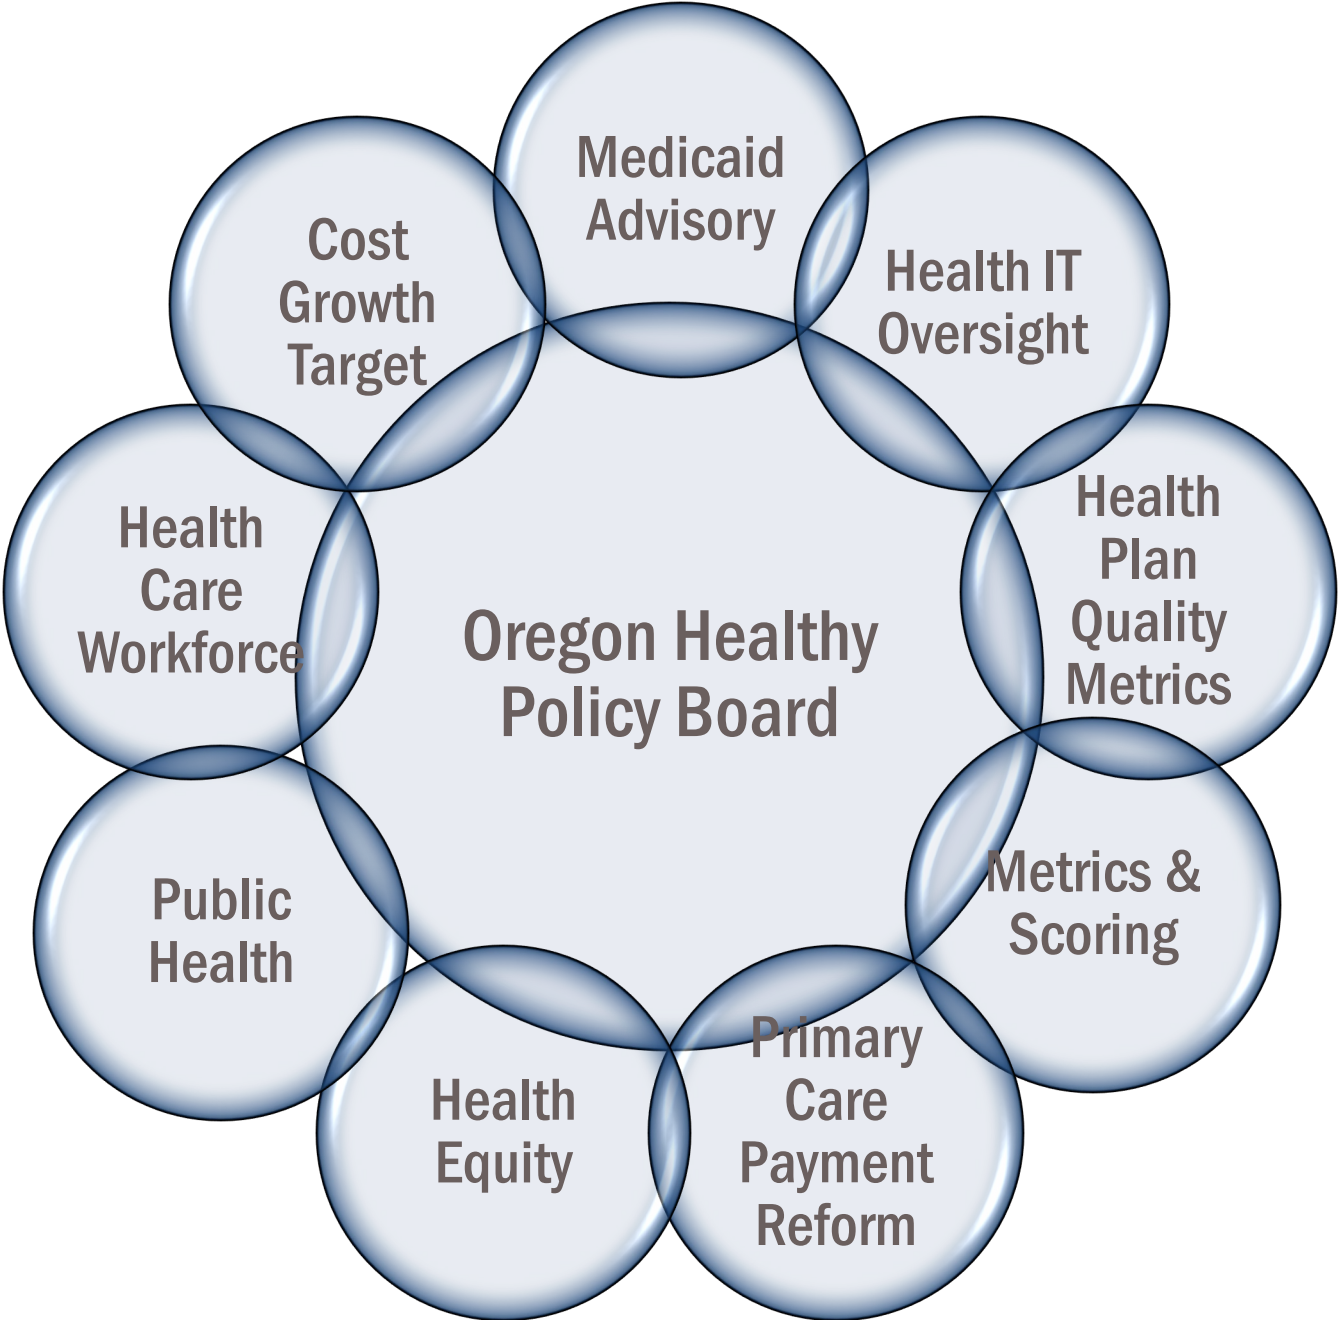 Medicaid
Advisory
Health IT
Oversight
Health
Plan
Quality
Metrics
Metrics &
Scoring
Primary
Care
Payment
Reform
Health
Equity
Public
Health
Health
Care
Workforce
Cost
Growth
Target
Oregon Healthy
Policy Board